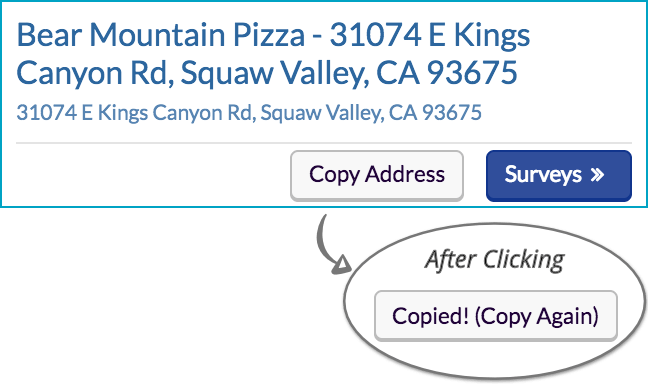 Bear Mountain Pizza - 31074 E Kings
Canyon Rd, Squaw Valley, CA 93675
31074 E Kings Canyon Rd, Squaw Valley, CA 93675
Copy Address
Surveys »
After Clicking
Copied! (Copy Again)